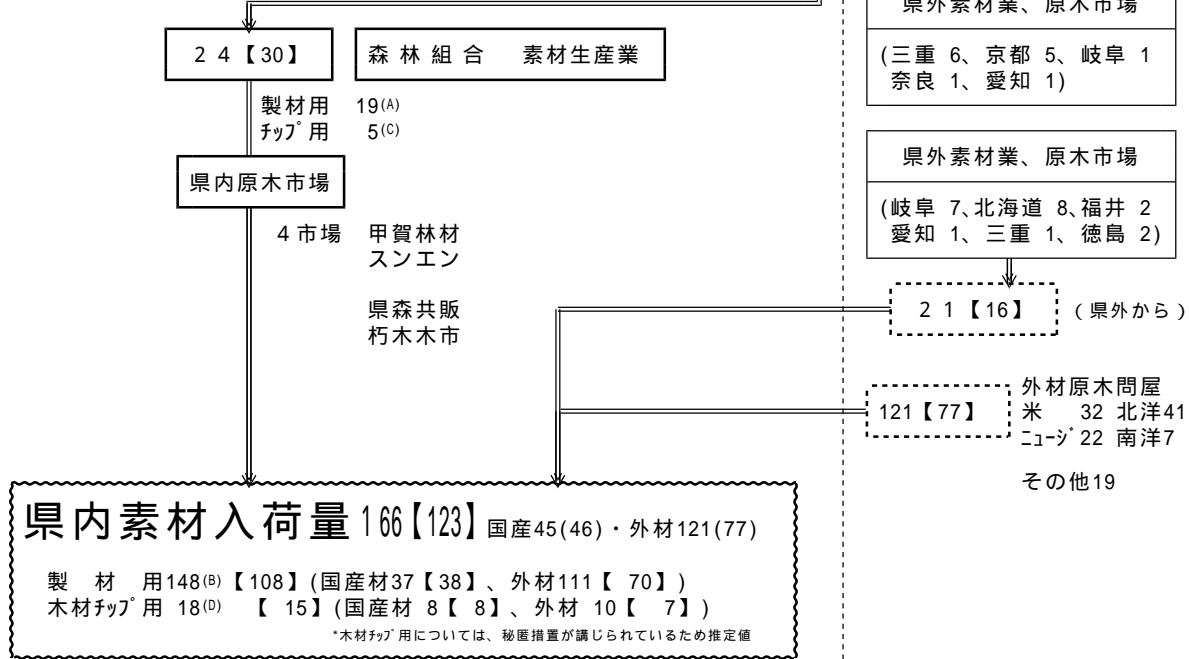 県外素材業、原木市場
(三重 6、京都 5、岐阜 1
奈良 1、愛知 1)
２４【30】
森林組合　素材生産業
製材用　19(A)
ﾁｯﾌﾟ用　5(C)
県内原木市場
４市場　甲賀林材
スンエン
県森共販
朽木木市
県外素材業、原木市場
(岐阜 7、北海道 8、福井 2
愛知 1、三重 1、徳島 2)
２１【16】　（県外から）
121【77】
外材原木問屋
米　32 北洋41
ﾆｭｰｼﾞ22 南洋7
その他19
県内素材入荷量 166【123】国産45(46)・外材121(77)
製　材　用148(B)【108】(国産材37【38】、外材111【 70】)
木材ﾁｯﾌﾟ用 18(D)　【 15】(国産材 8【 8】、外材 10【　7】)
*木材ﾁｯﾌﾟ用については、秘匿措置が講じられているため推定値